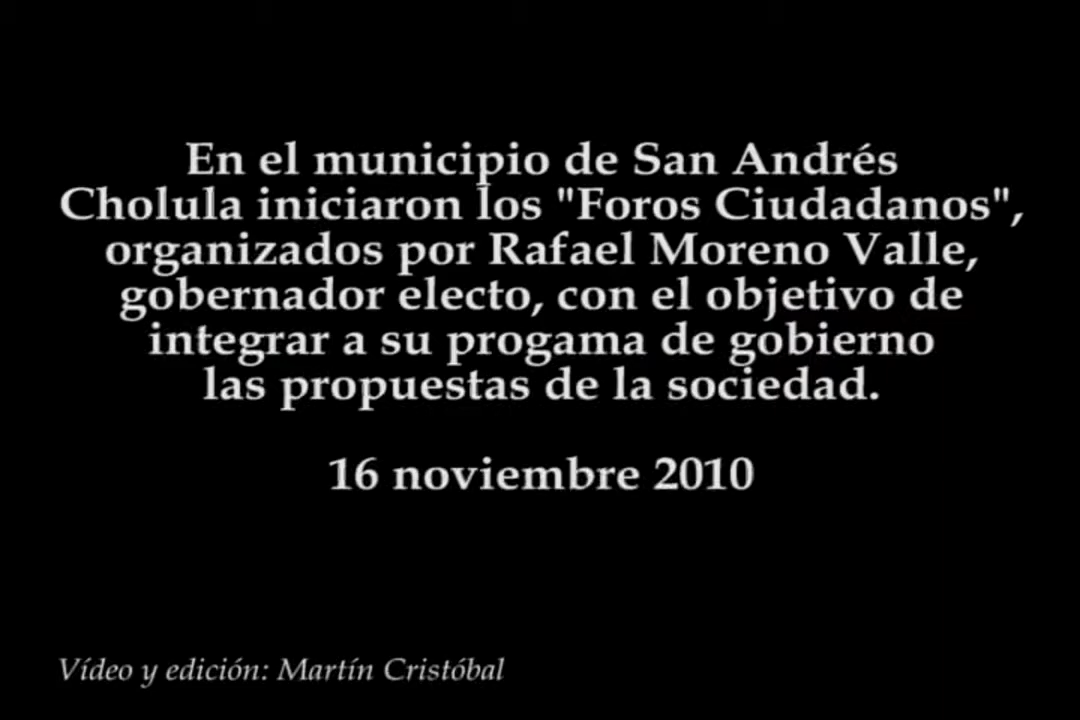 En el municipio de San Andrés
Cholula iniciaron los "Foros Ciudadanos",
organizados por Rafael Moreno Valle,
gobernador electo, con el objetivo de
integrar a su progama de gobierno
las propuestas de la sociedad.
16 noviembre 2010
Vídeo y edición: Martín Cristóbal